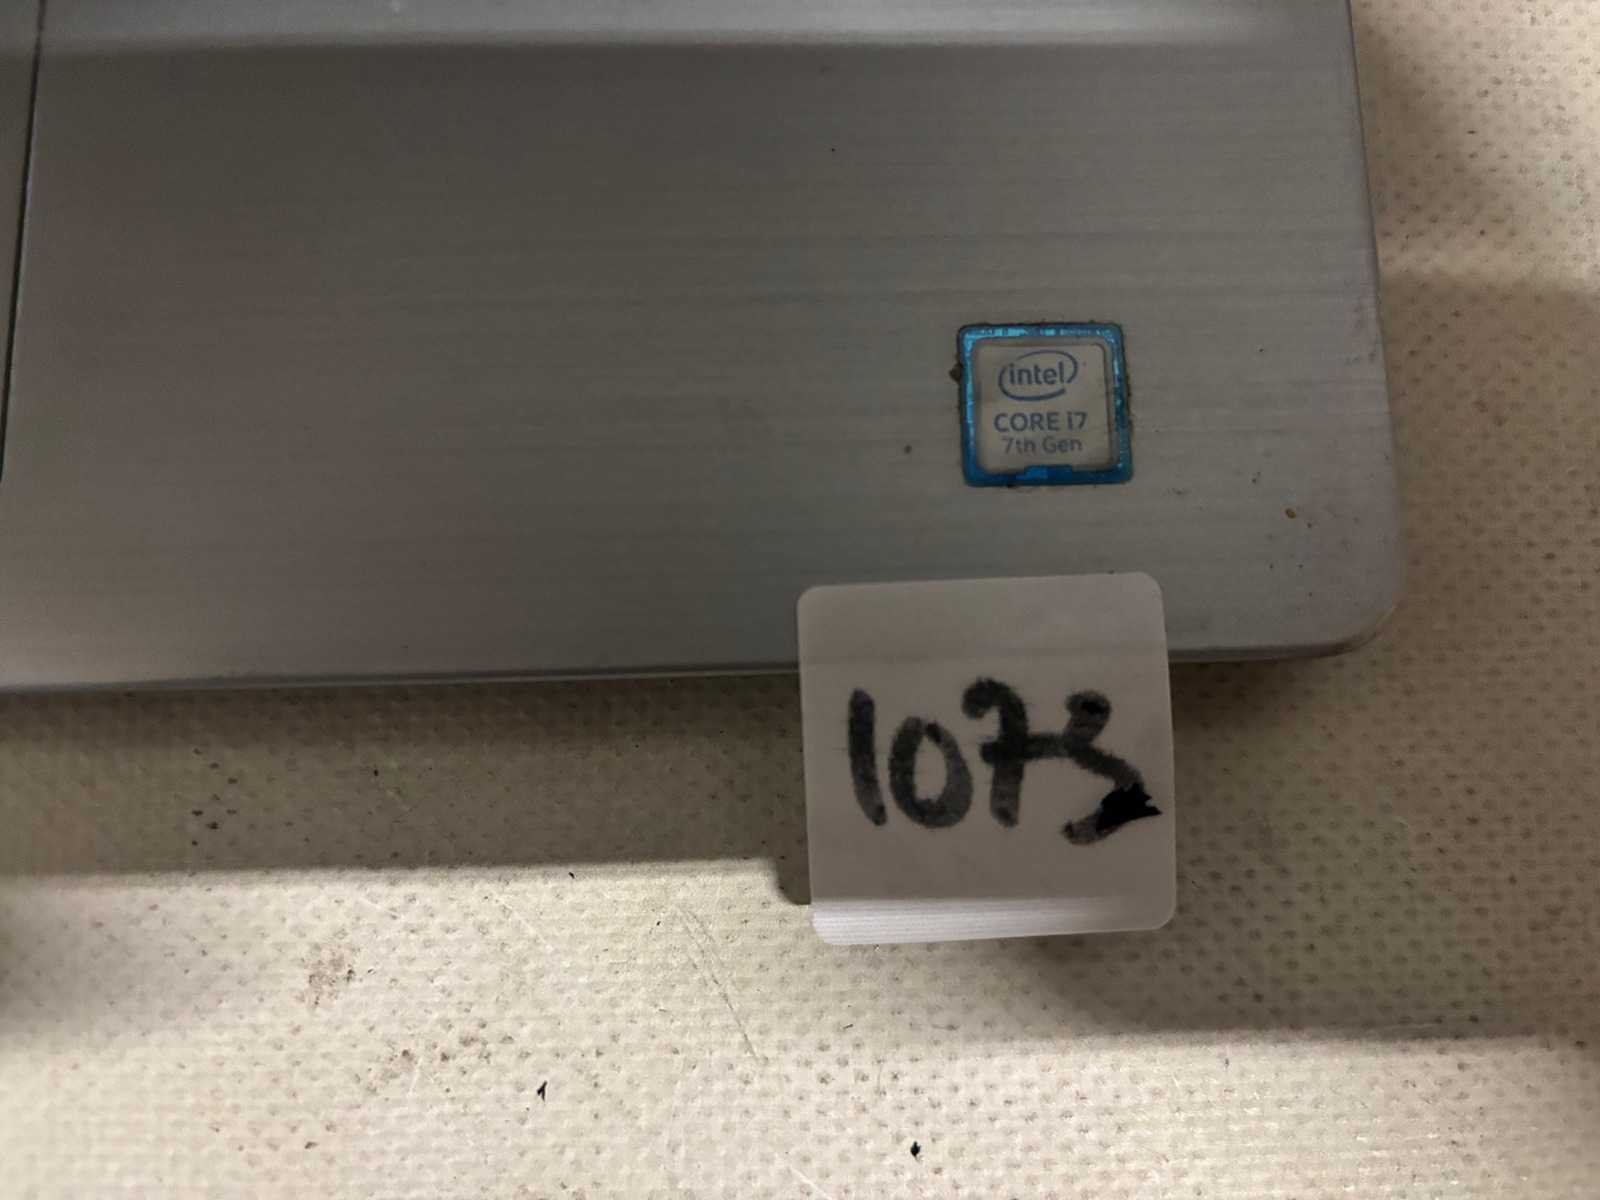 intel
CORE i7
7th Gen
1073